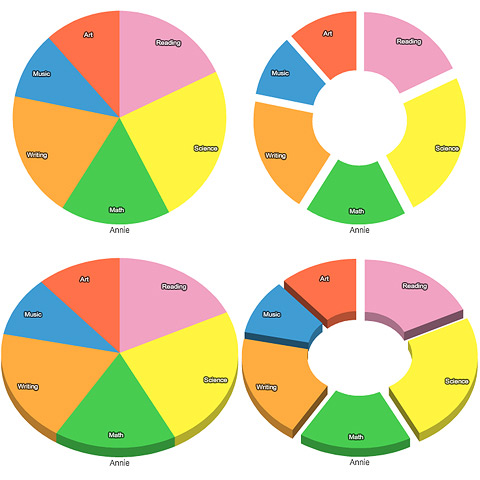 Art
Reading
Music
Science
Writing
Math
Annie
Art
Reading
Music
Science
Writing
Math
Annie
Art
Reading
Music
Science
Writing
Math
Annie
Art
Reading
Music
Science
Writing
Math
Annie